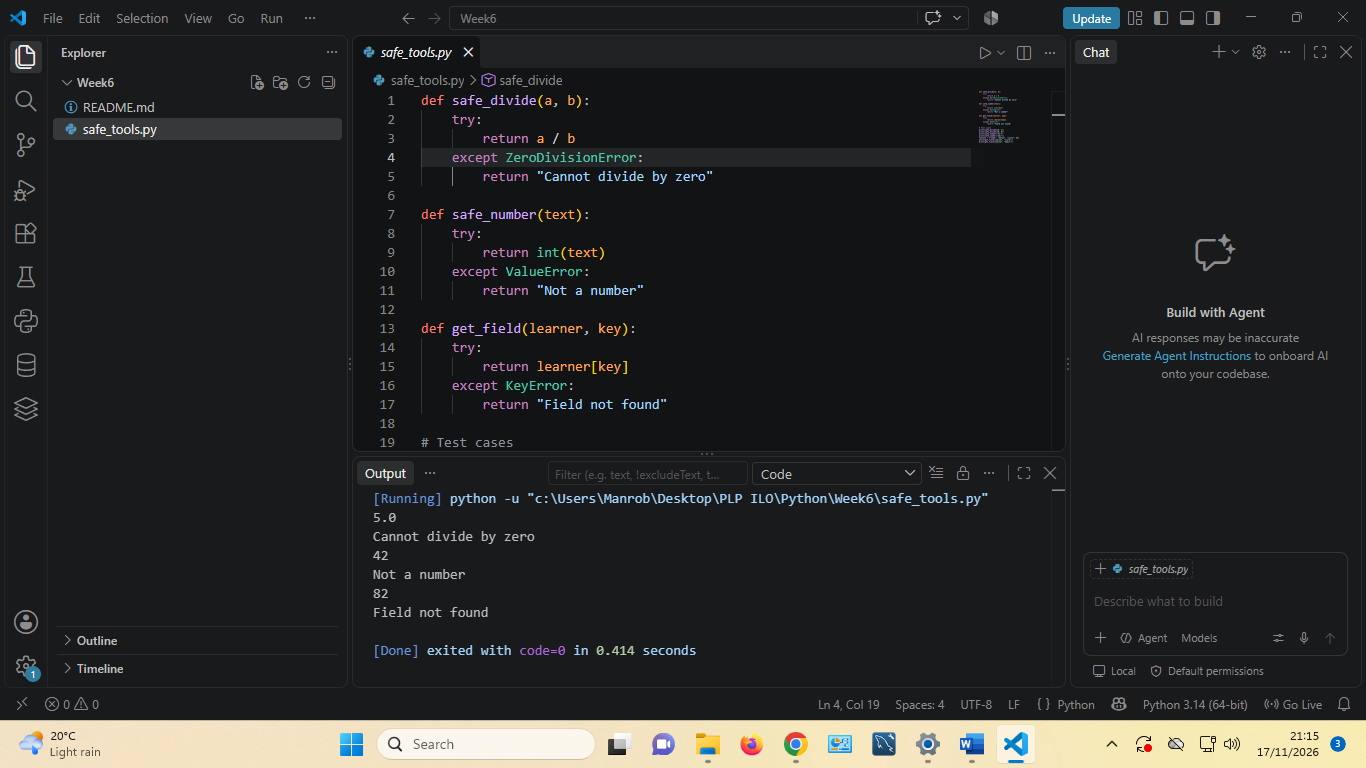 File Edit Selection View Go Run ···
Week6
Update
Explorer
Week6
README.md
safe_tools.py
Outline
Timeline
safe_tools.py
safe_tools.py > safe_divide
1 def safe_divide(a, b):
2 try:
3 return a / b
4 except ZeroDivisionError:
5 return "Cannot divide by zero"
6
7 def safe_number(text):
8 try:
9 return int(text)
10 except ValueError:
11 return "Not a number"
12
13 def get_field(learner, key):
14 try:
15 return learner[key]
16 except KeyError:
17 return "Field not found"
18
19 # Test cases
Output ···
Filter (e.g. text, !excludeText, t...
Code
[Running] python -u "c:\Users\Manrob\Desktop\PLP ILO\Python\Week6\safe_tools.py"
5.0
Cannot divide by zero
42
Not a number
82
Field not found
[Done] exited with code=0 in 0.414 seconds
Chat
Build with Agent
AI responses may be inaccurate
Generate Agent Instructions to onboard AI
onto your codebase.
safe_tools.py
Describe what to build
Agent Models
Local Default permissions
1
0 0
Ln 4, Col 19 Spaces: 4 UTF-8 LF { } Python Python 3.14 (64-bit) Go Live
20°C
Light rain
Search
21:15
17/11/2026
3